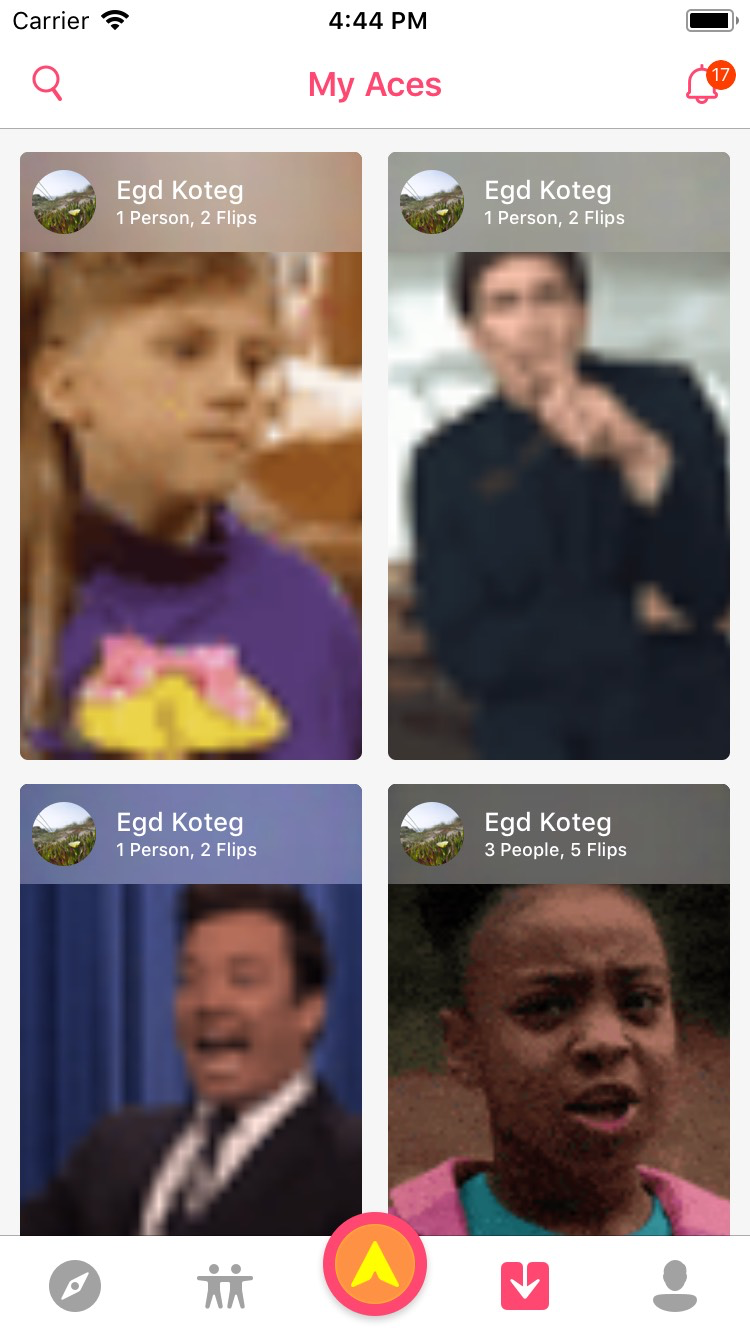 Carrier 4:44 PM
My Aces 17
Egd Koteg
1 Person, 2 Flips
Egd Koteg
1 Person, 2 Flips
Egd Koteg
1 Person, 2 Flips
Egd Koteg
3 People, 5 Flips